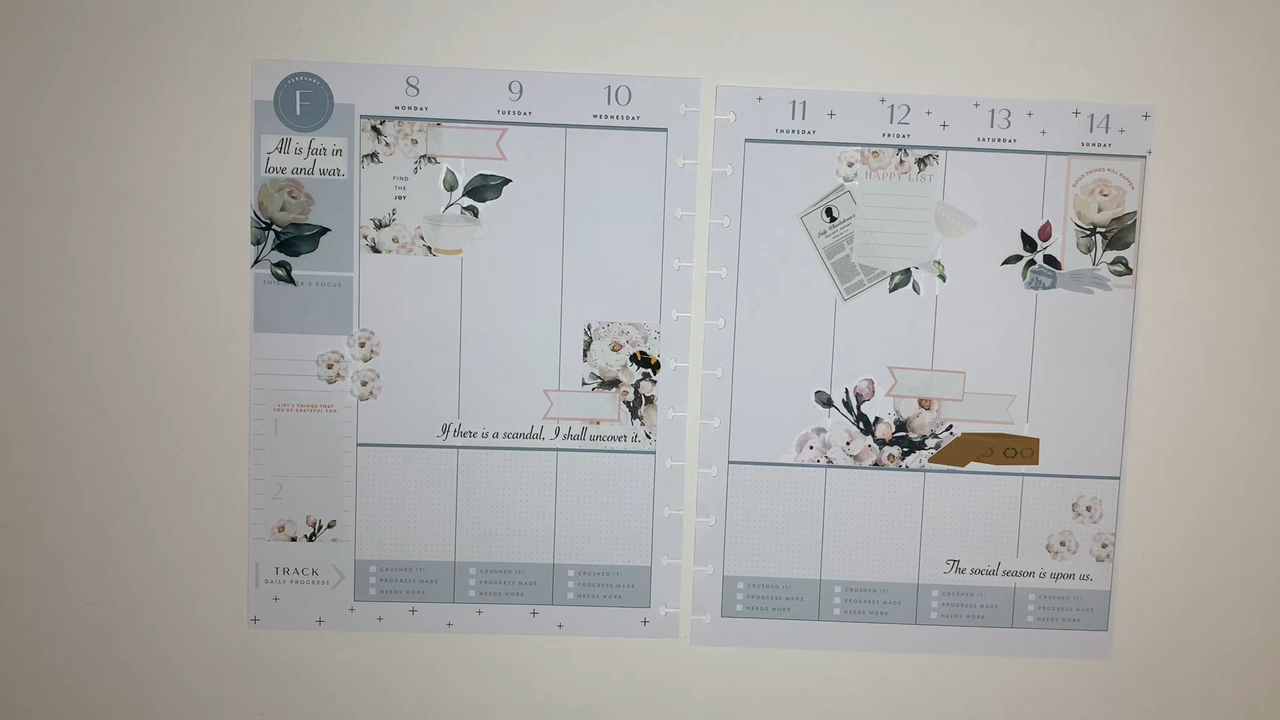 FEBRUARY
F
8
MONDAY
9
TUESDAY
10
WEDNESDAY
All is fair in
love and war.
THIS WEEK'S FOCUS
LIST 3 THINGS THAT
YOU'RE GRATEFUL FOR:
1
2
TRACK
DAILY PROGRESS
FIND
THE
JOY
If there is a scandal, I shall uncover it.
CRUSHED IT!
PROGRESS MADE
NEEDS WORK
CRUSHED IT!
PROGRESS MADE
NEEDS WORK
CRUSHED IT!
PROGRESS MADE
NEEDS WORK
11
THURSDAY
12
FRIDAY
13
SATURDAY
14
SUNDAY
HAPPY LIST
Lady Whistledown's
GOOD THINGS WILL HAPPEN
The social season is upon us.
CRUSHED IT!
PROGRESS MADE
NEEDS WORK
CRUSHED IT!
PROGRESS MADE
NEEDS WORK
CRUSHED IT!
PROGRESS MADE
NEEDS WORK
CRUSHED IT!
PROGRESS MADE
NEEDS WORK